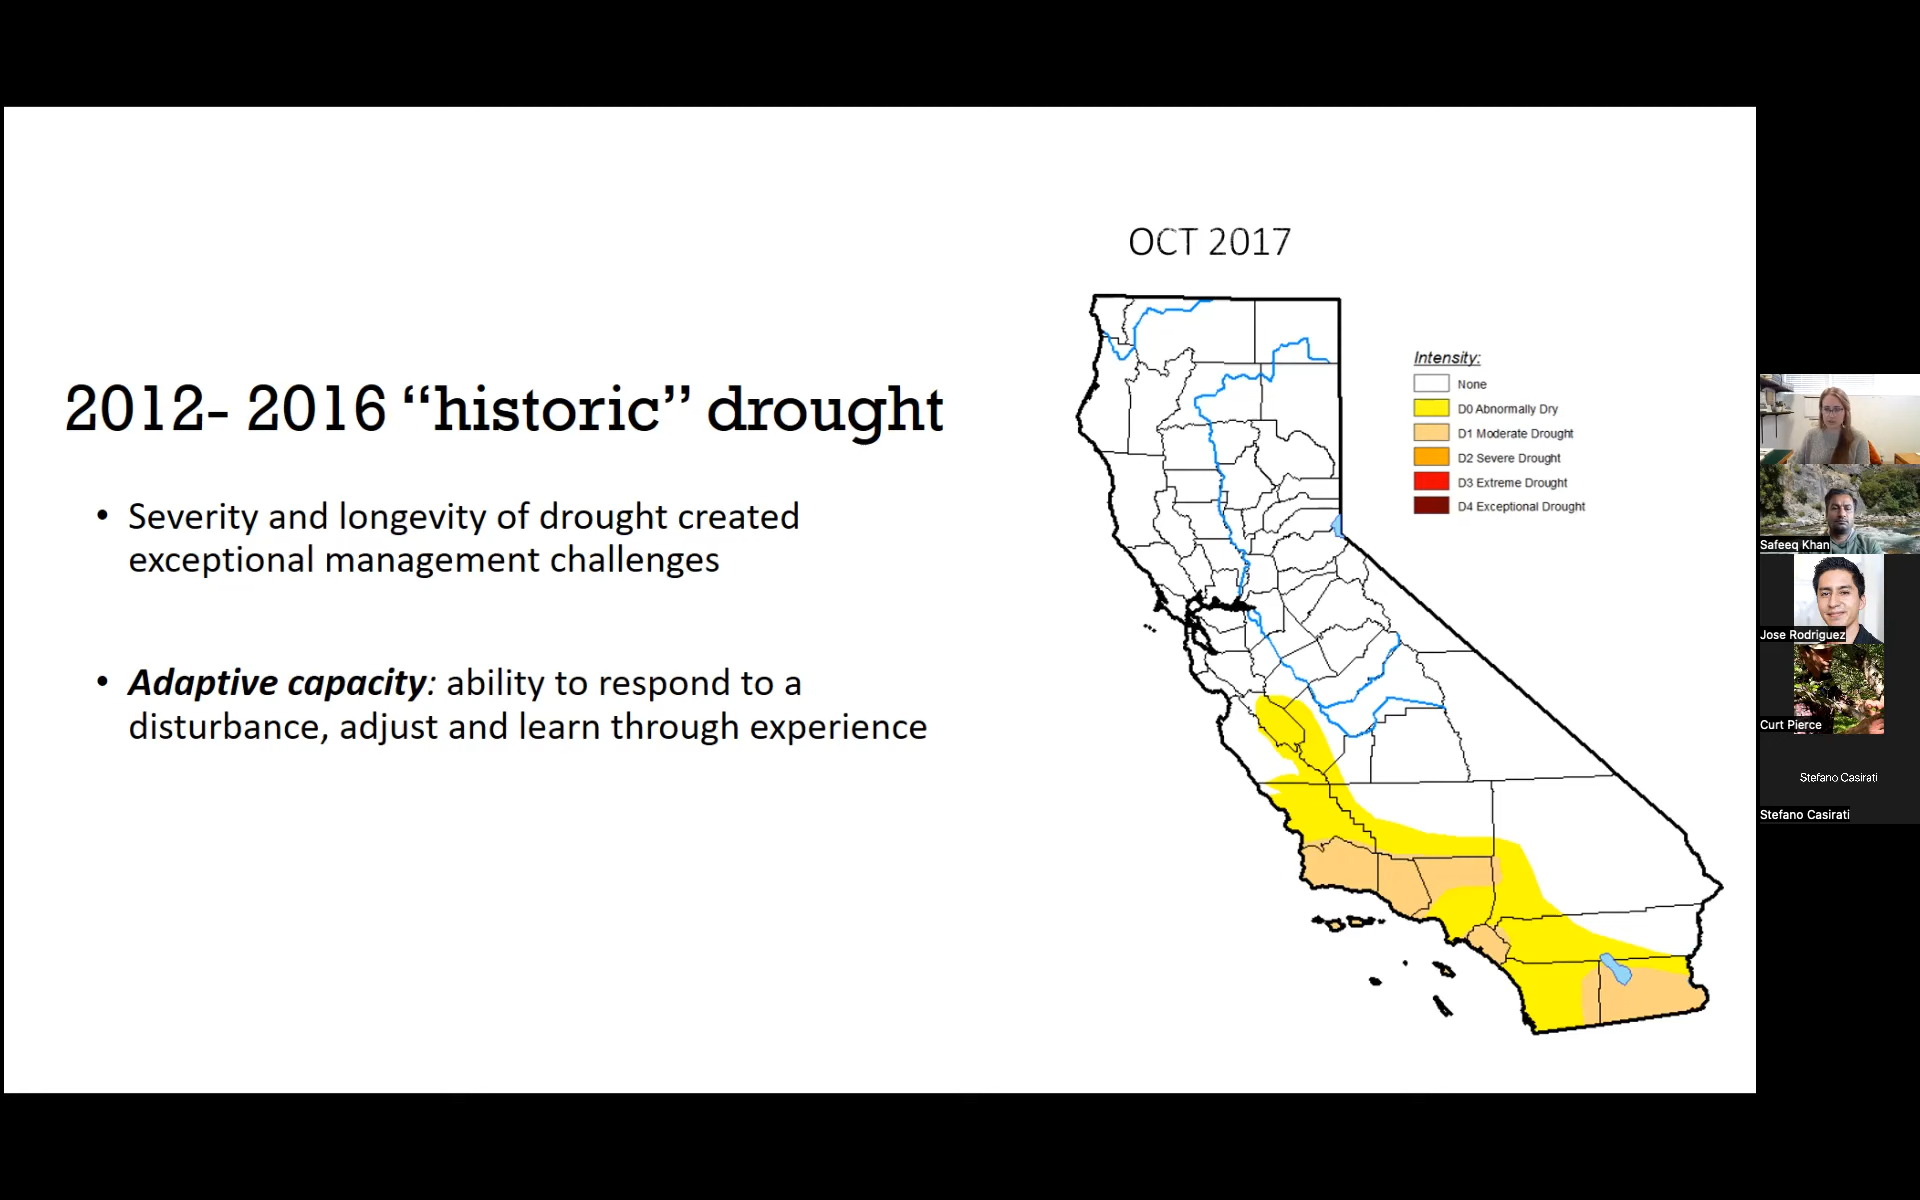 OCT 2017
2012- 2016 “historic” drought
• Severity and longevity of drought created
exceptional management challenges
• Adaptive capacity: ability to respond to a
disturbance, adjust and learn through experience
Intensity:
None
D0 Abnormally Dry
D1 Moderate Drought
D2 Severe Drought
D3 Extreme Drought
D4 Exceptional Drought
Safeeq Khan
Jose Rodriguez
Curt Pierce
Stefano Casirati
Stefano Casirati